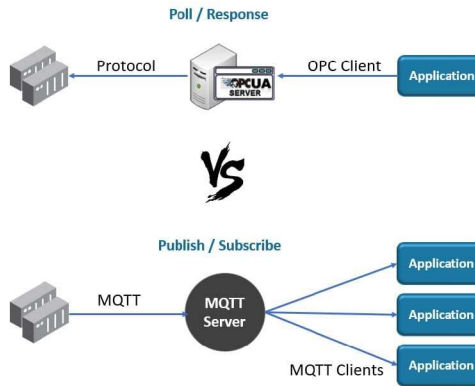 Poll / Response
Protocol
OPC Client
Application
OPCUA
SERVER
VS
Publish / Subscribe
MQTT
MQTT
Server
Application
Application
Application
MQTT Clients